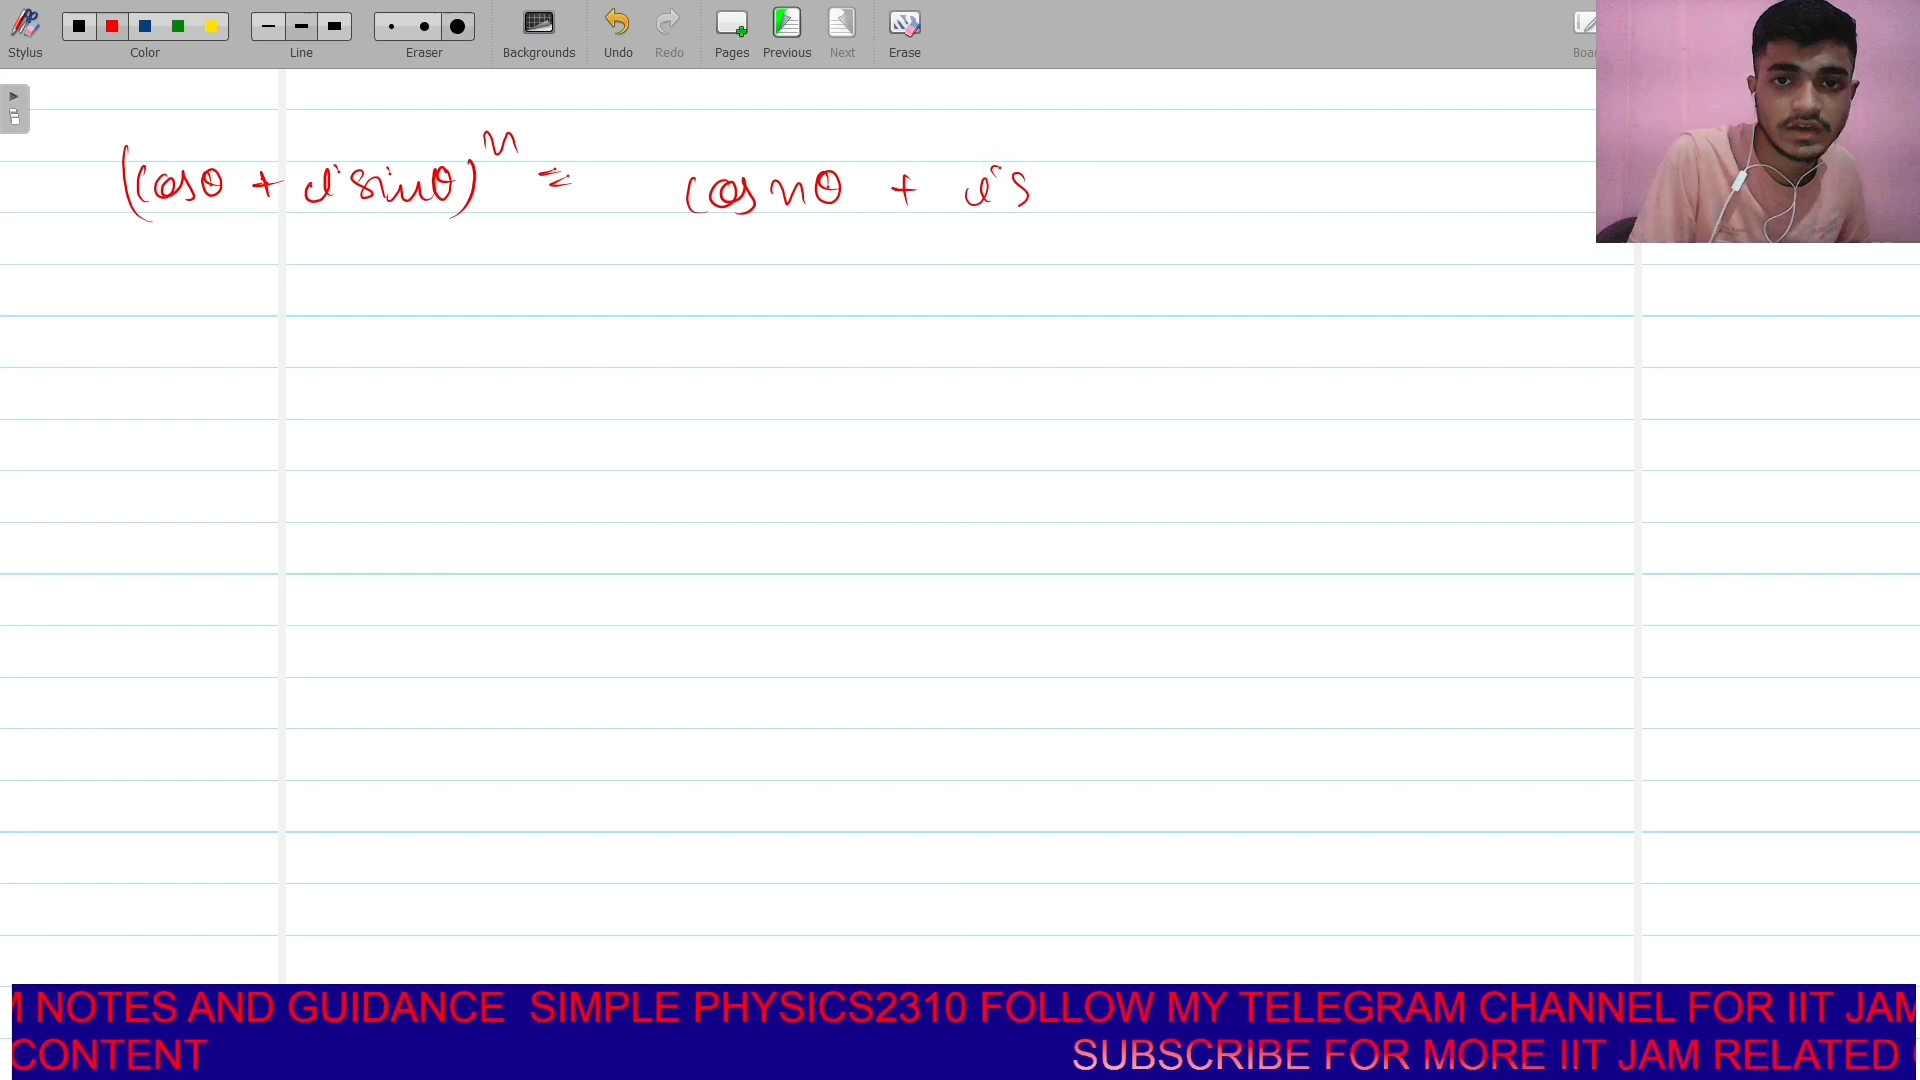 Stylus Color Line Eraser Backgrounds Undo Redo Pages Previous Next Erase
(cosθ + i sinθ)ⁿ = cos nθ + i s
NOTES AND GUIDANCE SIMPLE PHYSICS2310 FOLLOW MY TELEGRAM CHANNEL FOR IIT JAM
CONTENT SUBSCRIBE FOR MORE IIT JAM RELATED